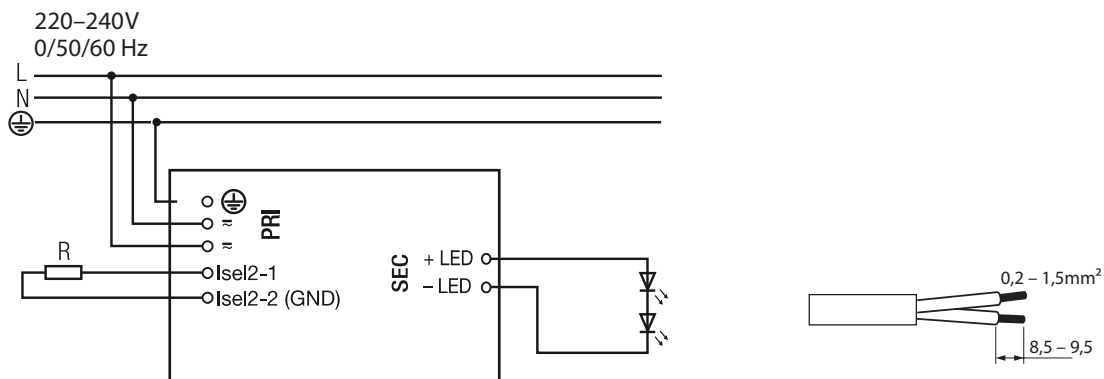 220–240V
0/50/60 Hz
L
N
PRI
≂
≂
R
Isel2-1
Isel2-2 (GND)
SEC
+ LED
– LED
0,2 – 1,5mm²
8,5 – 9,5